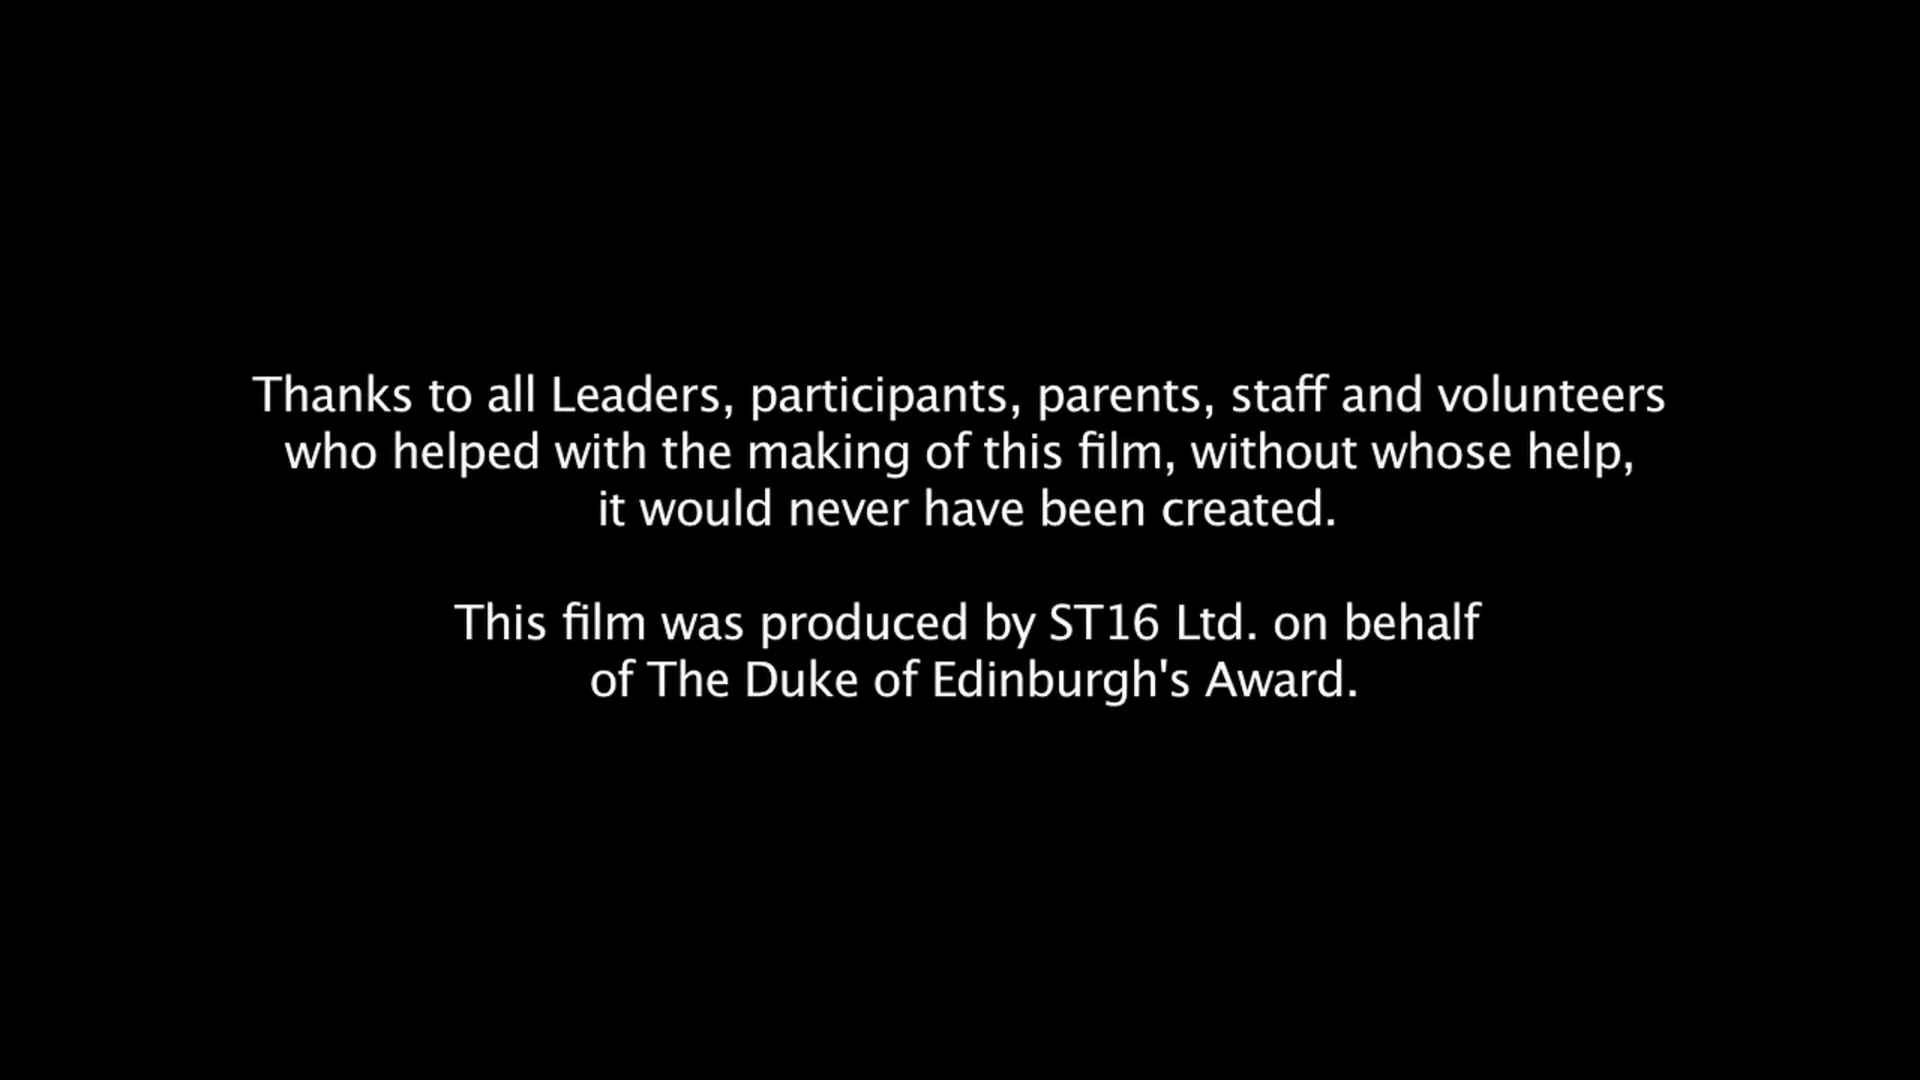 Thanks to all Leaders, participants, parents, staff and volunteers
who helped with the making of this film, without whose help,
it would never have been created.
This film was produced by ST16 Ltd. on behalf
of The Duke of Edinburgh's Award.